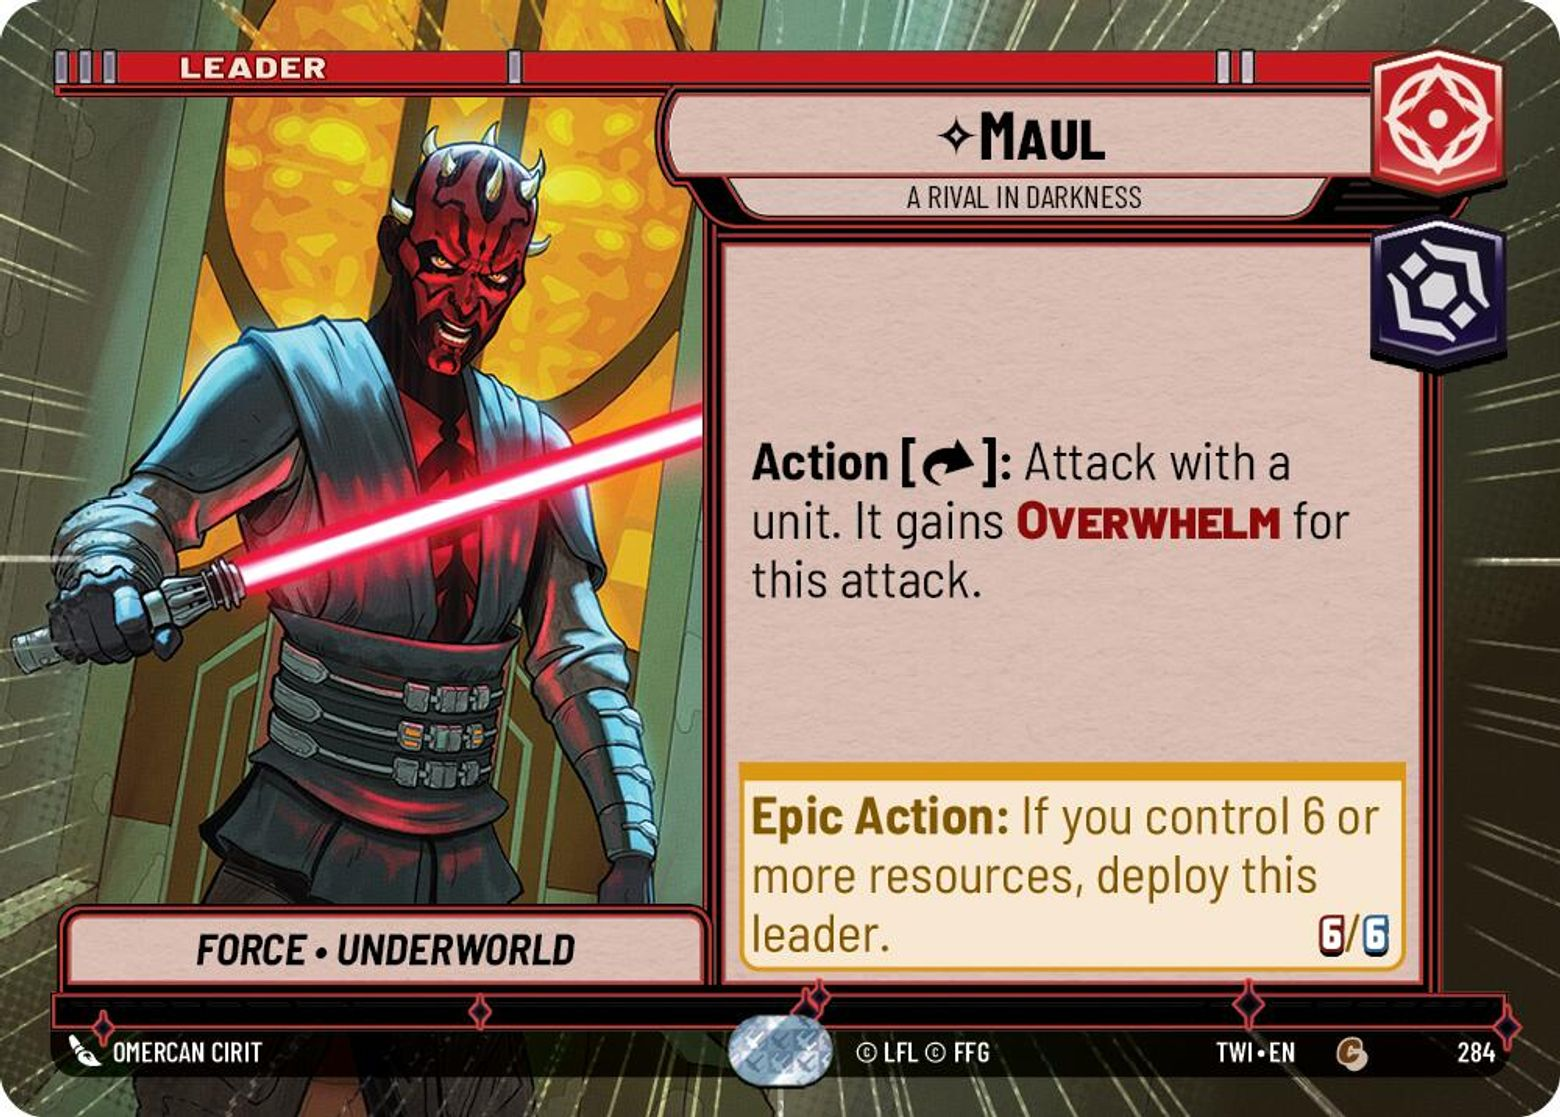 LEADER
MAUL
A RIVAL IN DARKNESS
Action [ ]: Attack with a
unit. It gains OVERWHELM for
this attack.
Epic Action: If you control 6 or
more resources, deploy this
leader.
6/6
FORCE • UNDERWORLD
OMERCAN CIRIT
© LFL © FFG
TWI•EN
C
284